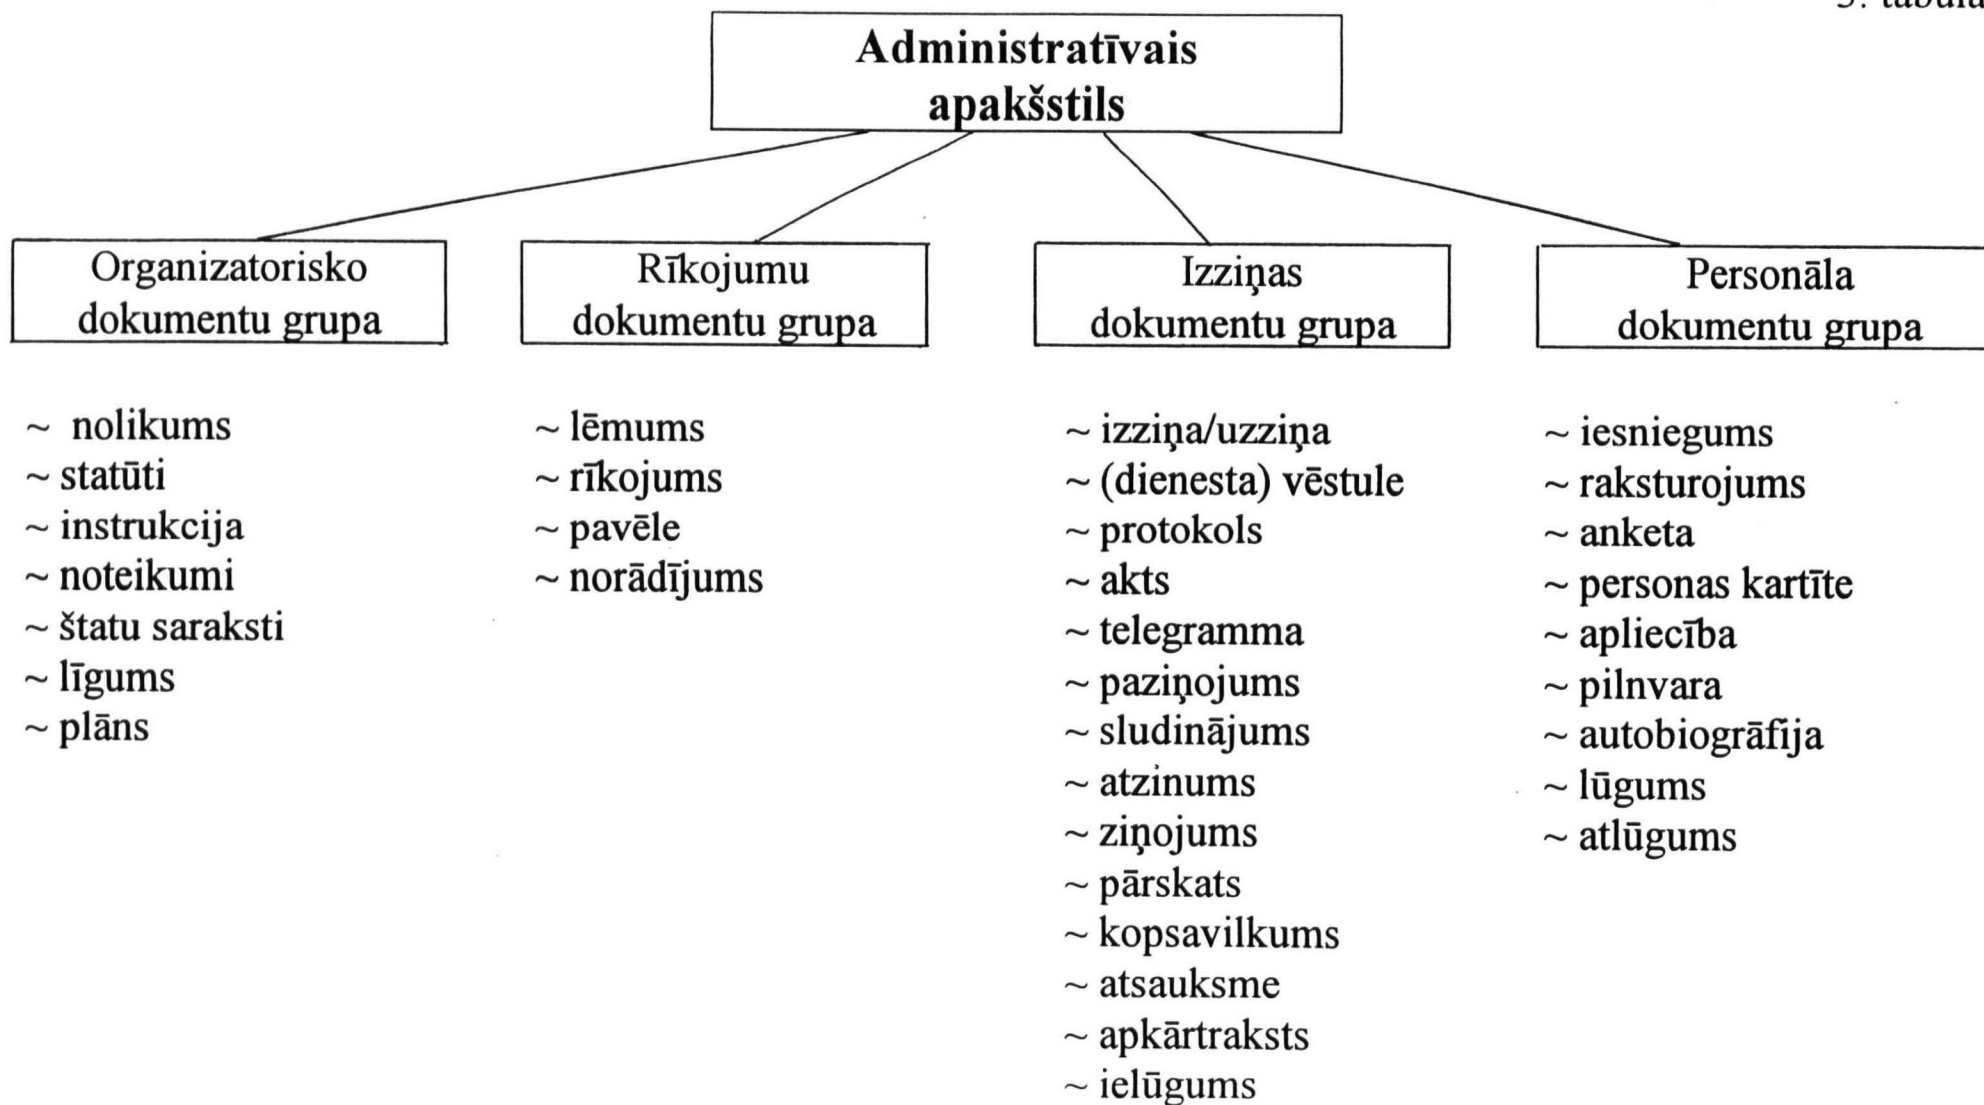 3. tabula
Administratīvais
apakšstils
Organizatorisko
dokumentu grupa
Rīkojumu
dokumentu grupa
Izziņas
dokumentu grupa
Personāla
dokumentu grupa
~ nolikums
~ statūti
~ instrukcija
~ noteikumi
~ štatu saraksti
~ līgums
~ plāns
~ lēmums
~ rīkojums
~ pavēle
~ norādījums
~ izziņa/uzziņa
~ (dienesta) vēstule
~ protokols
~ akts
~ telegramma
~ paziņojums
~ sludinājums
~ atzinums
~ ziņojums
~ pārskats
~ kopsavilkums
~ atsauksme
~ apkārtraksts
~ ielūgums
~ iesniegums
~ raksturojums
~ anketa
~ personas kartīte
~ apliecība
~ pilnvara
~ autobiogrāfija
~ lūgums
~ atlūgums